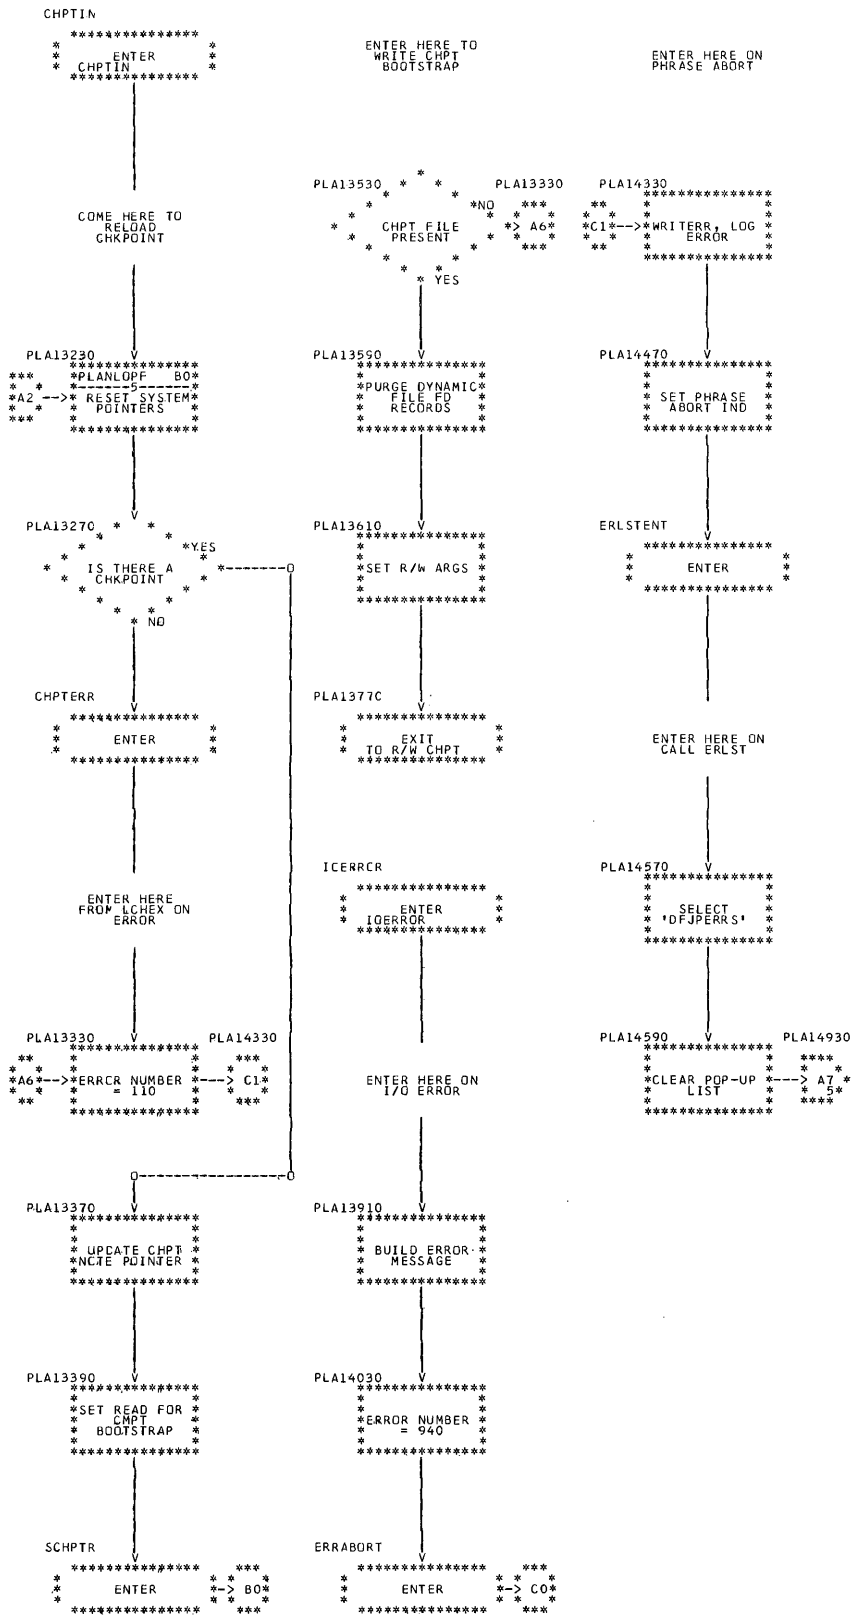 CHPTIN
ENTER
CHPTIN
COME HERE TO
RELOAD
CHKPOINT
PLA13230
PLANLOPF B0
5
A2 --> RESET SYSTEM
POINTERS
PLA13270
YES
IS THERE A
CHKPOINT
NO
CHPTERR
ENTER
ENTER HERE
FROM LCHEX ON
ERROR
PLA13330 PLA14330
A6 --> ERRCR NUMBER --> C1
= 110
PLA13370
UPDATE CHPT
NCTE POINTER
PLA13390
SET READ FOR
CMPT
BOOTSTRAP
SCHPTR
ENTER --> B0
ENTER HERE TO
WRITE CHPT
BOOTSTRAP
PLA13530 PLA13330
NO
CHPT FILE > A6
PRESENT
YES
PLA13590
PURGE DYNAMIC
FILE FD
RECORDS
PLA13610
SET R/W ARGS
PLA1377C
EXIT
TO R/W CHPT
ICERRCR
ENTER
IOERROR
ENTER HERE ON
I/O ERROR
PLA13910
BUILD ERROR
MESSAGE
PLA14030
ERROR NUMBER
= 940
ERRABORT
ENTER --> C0
ENTER HERE ON
PHRASE ABORT
PLA14330
C1 --> WRITERR, LOG
ERROR
PLA14470
SET PHRASE
ABORT IND
ERLSTENT
ENTER
ENTER HERE ON
CALL ERLST
PLA14570
SELECT
'DFJPERRS'
PLA14590 PLA14930
CLEAR POP-UP ---> A7
LIST 5